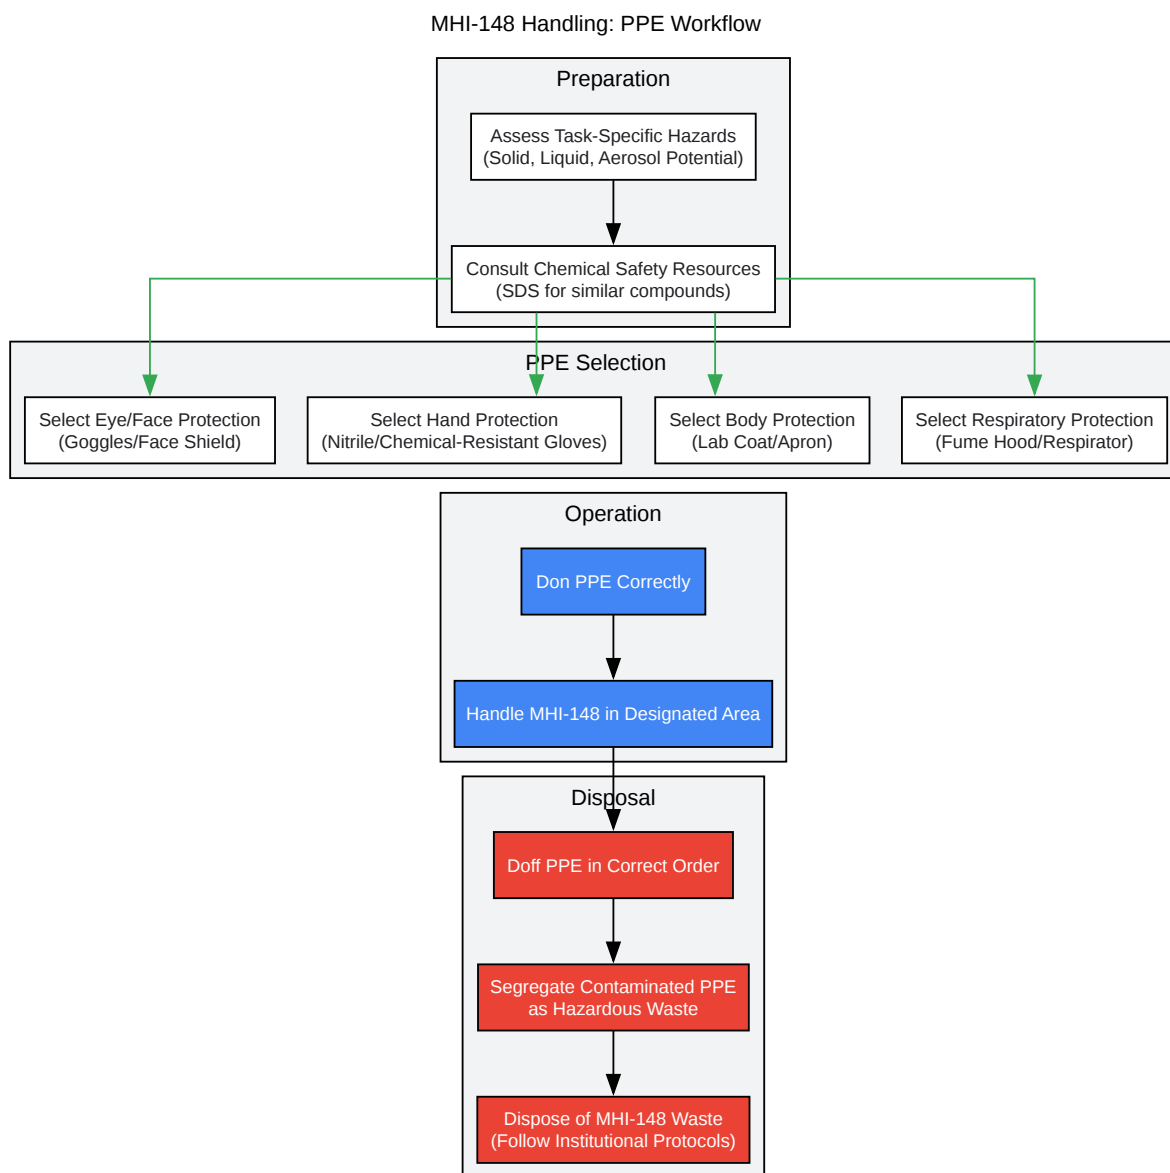 MHI-148 Handling: PPE Workflow
Preparation
Assess Task-Specific Hazards
(Solid, Liquid, Aerosol Potential)
Consult Chemical Safety Resources
(SDS for similar compounds)
PPE Selection
Select Eye/Face Protection
(Goggles/Face Shield)
Select Hand Protection
(Nitrile/Chemical-Resistant Gloves)
Select Body Protection
(Lab Coat/Apron)
Select Respiratory Protection
(Fume Hood/Respirator)
Operation
Don PPE Correctly
Handle MHI-148 in Designated Area
Disposal
Doff PPE in Correct Order
Segregate Contaminated PPE
as Hazardous Waste
Dispose of MHI-148 Waste
(Follow Institutional Protocols)